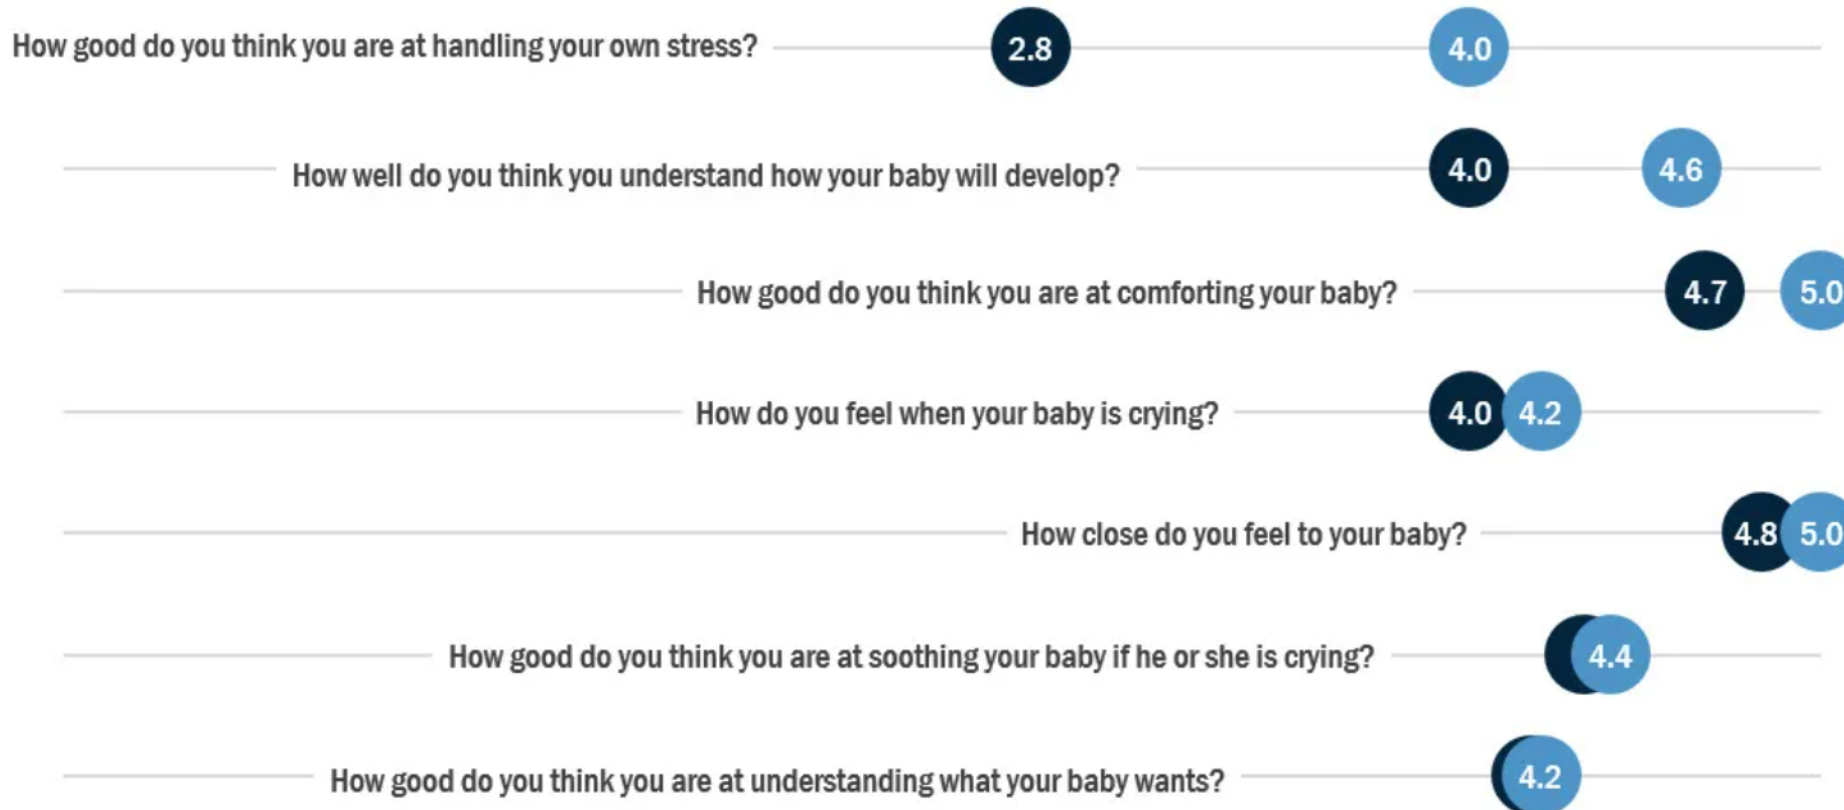 How good do you think you are at handling your own stress? 2.8 4.0
How well do you think you understand how your baby will develop? 4.0 4.6
How good do you think you are at comforting your baby? 4.7 5.0
How do you feel when your baby is crying? 4.0 4.2
How close do you feel to your baby? 4.8 5.0
How good do you think you are at soothing your baby if he or she is crying? 4.4
How good do you think you are at understanding what your baby wants? 4.2